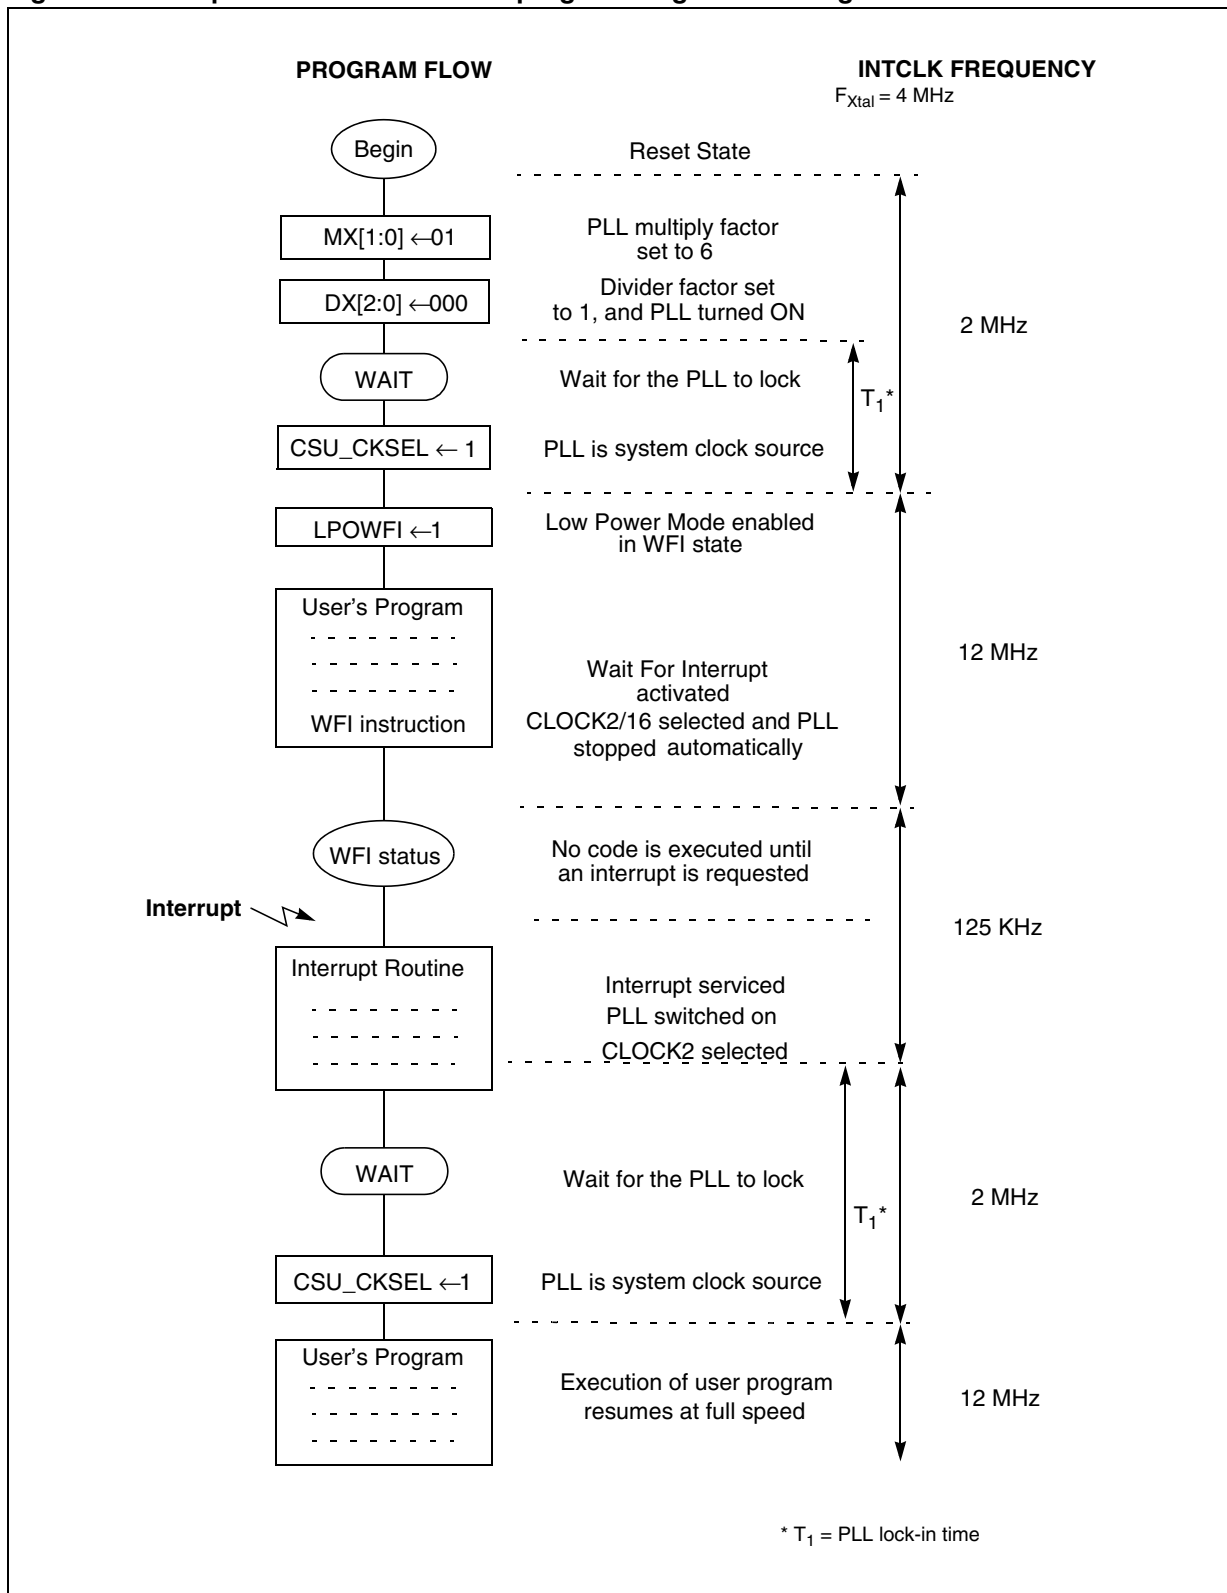 PROGRAM FLOW
INTCLK FREQUENCY
FXtal = 4 MHz
Begin
Reset State
MX[1:0] ←01
PLL multiply factor
set to 6
DX[2:0] ←000
Divider factor set
to 1, and PLL turned ON
2 MHz
WAIT
Wait for the PLL to lock
T1*
CSU_CKSEL ← 1
PLL is system clock source
LPOWFI ←1
Low Power Mode enabled
in WFI state
User's Program
WFI instruction
Wait For Interrupt
activated
CLOCK2/16 selected and PLL
stopped automatically
12 MHz
WFI status
No code is executed until
an interrupt is requested
Interrupt
125 KHz
Interrupt Routine
Interrupt serviced
PLL switched on
CLOCK2 selected
WAIT
Wait for the PLL to lock
T1*
2 MHz
CSU_CKSEL ←1
PLL is system clock source
User's Program
Execution of user program
resumes at full speed
12 MHz
* T1 = PLL lock-in time